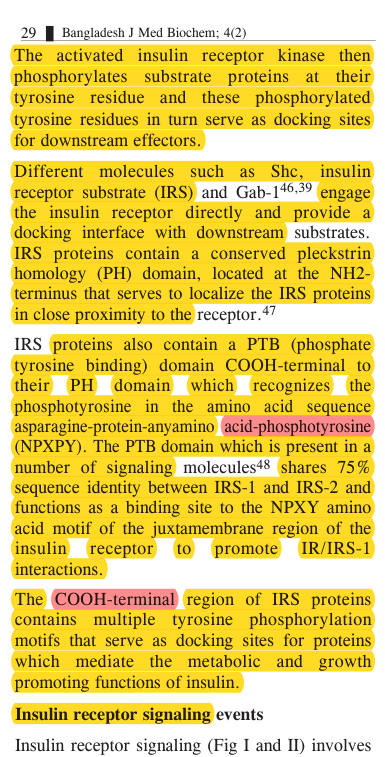 29 Bangladesh J Med Biochem; 4(2)
The activated insulin receptor kinase then
phosphorylates substrate proteins at their
tyrosine residue and these phosphorylated
tyrosine residues in turn serve as docking sites
for downstream effectors.
Different molecules such as Shc, insulin
receptor substrate (IRS) and Gab-146,39 engage
the insulin receptor directly and provide a
docking interface with downstream substrates.
IRS proteins contain a conserved pleckstrin
homology (PH) domain, located at the NH2-
terminus that serves to localize the IRS proteins
in close proximity to the receptor.47
IRS proteins also contain a PTB (phosphate
tyrosine binding) domain COOH-terminal to
their PH domain which recognizes the
phosphotyrosine in the amino acid sequence
asparagine-protein-anyamino acid-phosphotyrosine
(NPXPY). The PTB domain which is present in a
number of signaling molecules48 shares 75%
sequence identity between IRS-1 and IRS-2 and
functions as a binding site to the NPXY amino
acid motif of the juxtamembrane region of the
insulin receptor to promote IR/IRS-1
interactions.
The COOH-terminal region of IRS proteins
contains multiple tyrosine phosphorylation
motifs that serve as docking sites for proteins
which mediate the metabolic and growth
promoting functions of insulin.
Insulin receptor signaling events
Insulin receptor signaling (Fig I and II) involves